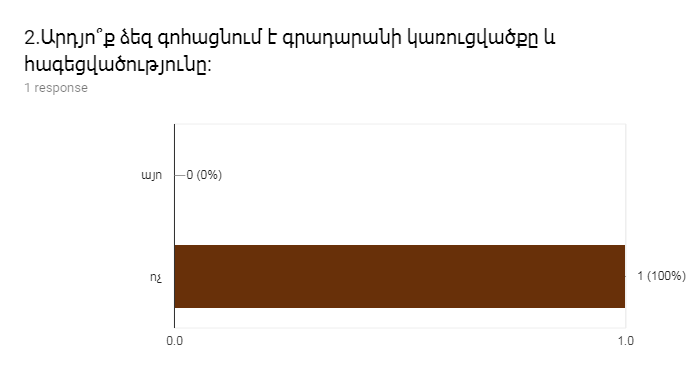 2.Արդյո՞ք ձեզ գոհացնում է գրադարանի կառուցվածքը և
հագեցվածությունը:
1 response
այո
0 (0%)
ոչ
1 (100%)
0.0
1.0